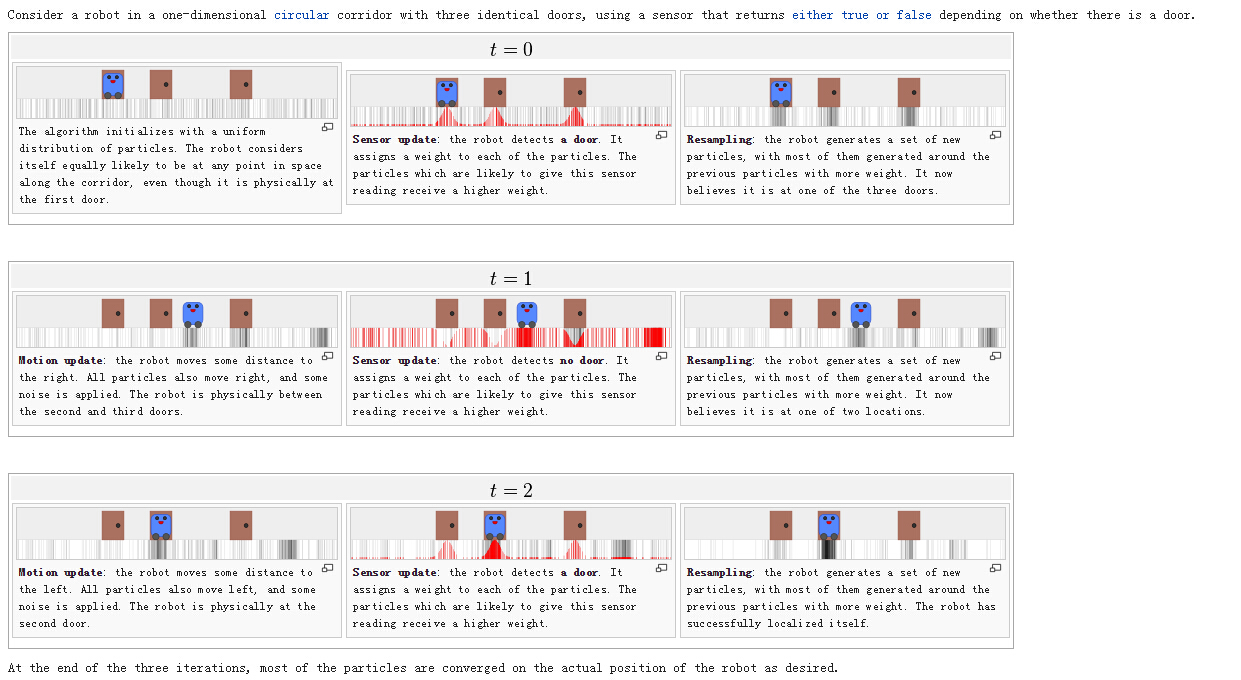 Consider a robot in a one-dimensional circular corridor with three identical doors, using a sensor that returns either true or false depending on whether there is a door.
t = 0
The algorithm initializes with a uniform
distribution of particles. The robot considers
itself equally likely to be at any point in space
along the corridor, even though it is physically at
the first door.
Sensor update: the robot detects a door. It
assigns a weight to each of the particles. The
particles which are likely to give this sensor
reading receive a higher weight.
Resampling: the robot generates a set of new
particles, with most of them generated around the
previous particles with more weight. It now
believes it is at one of the three doors.
t = 1
Motion update: the robot moves some distance to
the right. All particles also move right, and some
noise is applied. The robot is physically between
the second and third doors.
Sensor update: the robot detects no door. It
assigns a weight to each of the particles. The
particles which are likely to give this sensor
reading receive a higher weight.
Resampling: the robot generates a set of new
particles, with most of them generated around the
previous particles with more weight. It now
believes it is at one of two locations.
t = 2
Motion update: the robot moves some distance to
the left. All particles also move left, and some
noise is applied. The robot is physically at the
second door.
Sensor update: the robot detects a door. It
assigns a weight to each of the particles. The
particles which are likely to give this sensor
reading receive a higher weight.
Resampling: the robot generates a set of new
particles, with most of them generated around the
previous particles with more weight. The robot has
successfully localized itself.
At the end of the three iterations, most of the particles are converged on the actual position of the robot as desired.